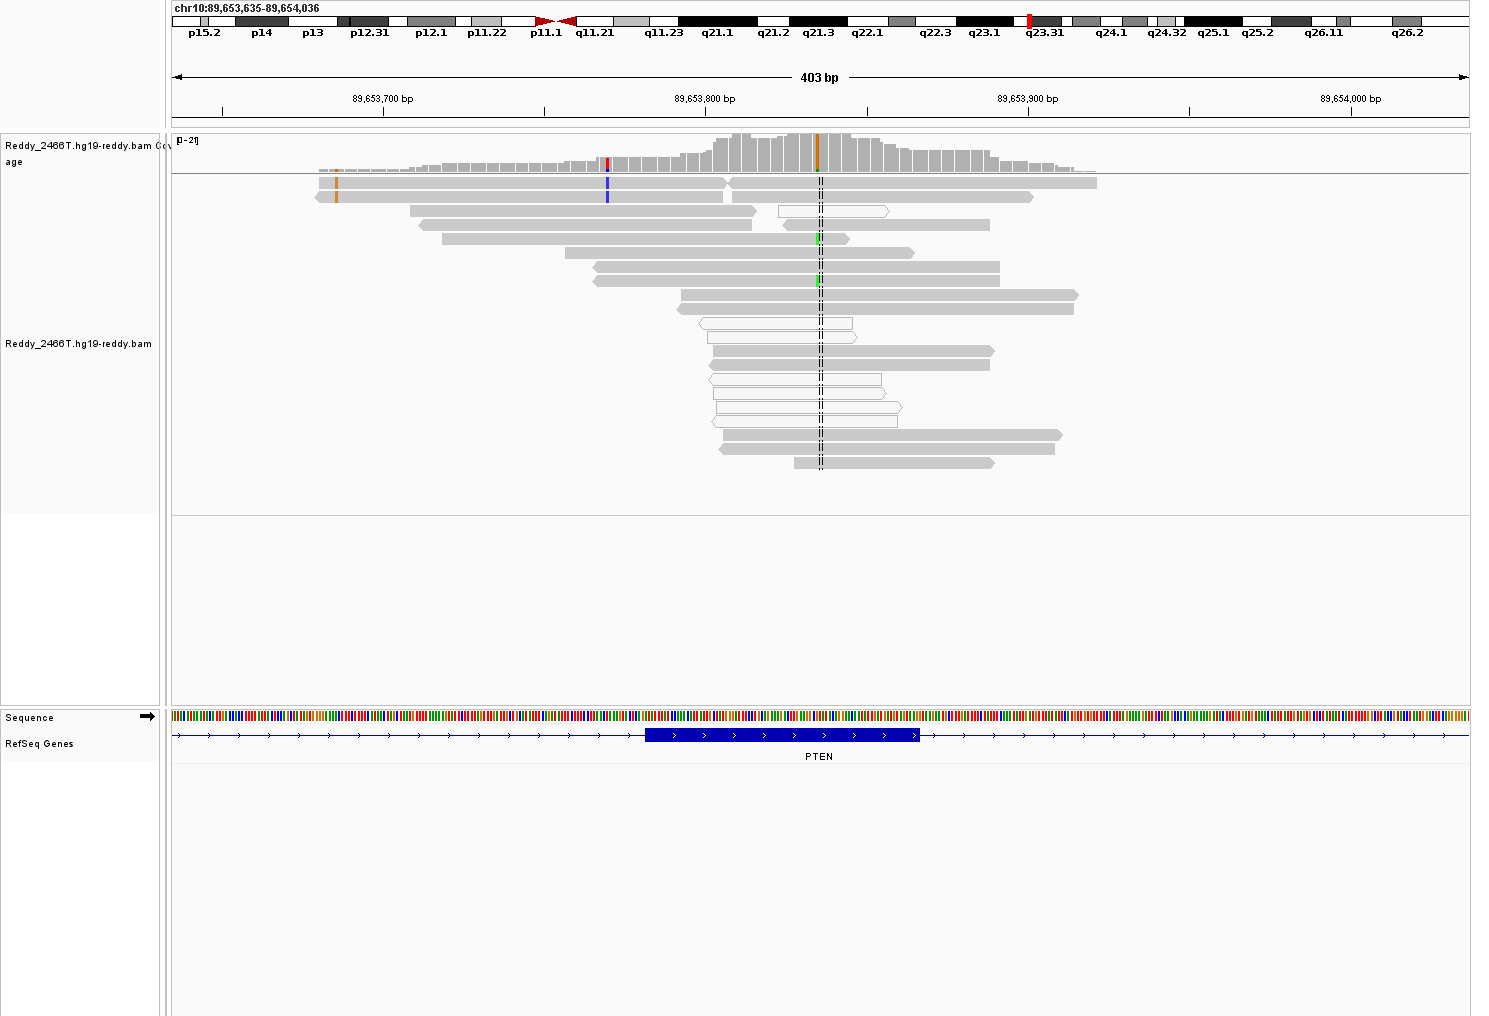 chr10:89,653,635-89,654,036
p15.2 p14 p13 p12.31 p12.1 p11.22 p11.1 q11.21 q11.23 q21.1 q21.2 q21.3 q22.1 q22.3 q23.1 q23.31 q24.1 q24.32 q25.1 q25.2 q26.11 q26.2
403 bp
89,653,700 bp 89,653,800 bp 89,653,900 bp 89,654,000 bp
Reddy_2466T.hg19-reddy.bam Cov
age
[0-21]
Reddy_2466T.hg19-reddy.bam
Sequence
RefSeq Genes
PTEN